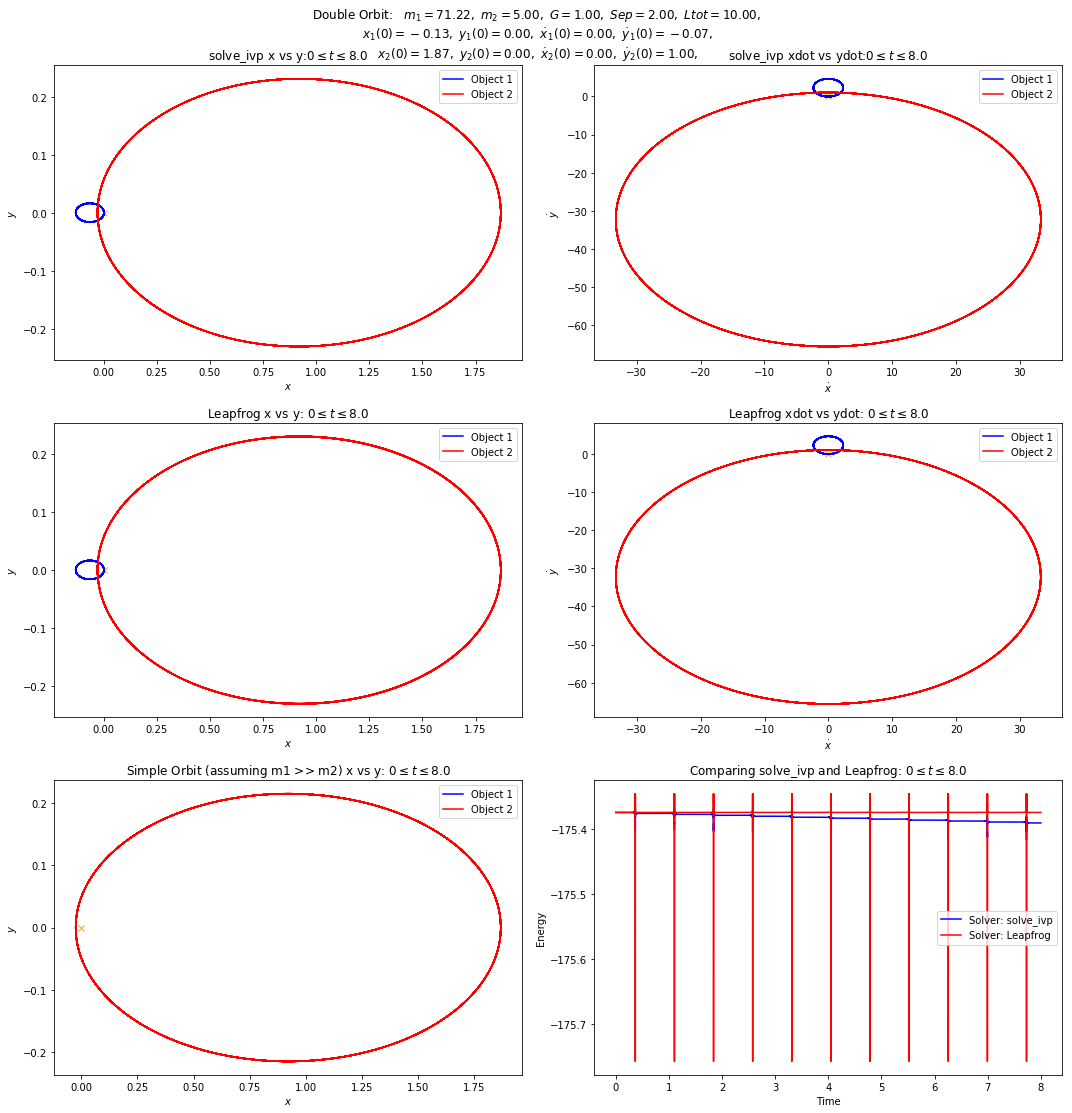 Double Orbit: m₁ = 71.22, m₂ = 5.00, G = 1.00, Sep = 2.00, Ltot = 10.00,
x₁(0) = −0.13, y₁(0) = 0.00, ẋ₁(0) = 0.00, ẏ₁(0) = −0.07,
x₂(0) = 1.87, y₂(0) = 0.00, ẋ₂(0) = 0.00, ẏ₂(0) = 1.00,
solve_ivp x vs y:0 ≤ t ≤ 8.0
Object 1
Object 2
0.2
0.1
0.0
−0.1
−0.2
y
0.00 0.25 0.50 0.75 1.00 1.25 1.50 1.75
x
solve_ivp xdot vs ydot:0 ≤ t ≤ 8.0
Object 1
Object 2
0
−10
−20
−30
−40
−50
−60
ẏ
−30 −20 −10 0 10 20 30
ẋ
Leapfrog x vs y: 0 ≤ t ≤ 8.0
Object 1
Object 2
0.2
0.1
0.0
−0.1
−0.2
y
0.00 0.25 0.50 0.75 1.00 1.25 1.50 1.75
x
Leapfrog xdot vs ydot: 0 ≤ t ≤ 8.0
Object 1
Object 2
0
−10
−20
−30
−40
−50
−60
ẏ
−30 −20 −10 0 10 20 30
ẋ
Simple Orbit (assuming m1 >> m2) x vs y: 0 ≤ t ≤ 8.0
Object 1
Object 2
0.2
0.1
0.0
−0.1
−0.2
y
0.00 0.25 0.50 0.75 1.00 1.25 1.50 1.75
x
Comparing solve_ivp and Leapfrog: 0 ≤ t ≤ 8.0
Solver: solve_ivp
Solver: Leapfrog
−175.4
−175.5
−175.6
−175.7
Energy
0 1 2 3 4 5 6 7 8
Time